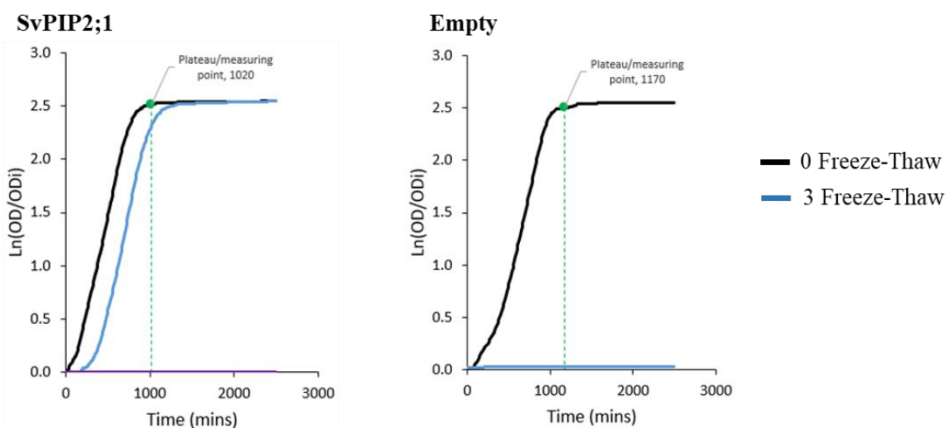 SvPIP2;1
3.0
2.5
2.0
1.5
1.0
0.5
0.0
Ln(OD/ODi)
Plateau/measuring
point, 1020
0
1000
2000
3000
Time (mins)
Empty
3.0
2.5
2.0
1.5
1.0
0.5
0.0
Ln(OD/ODi)
Plateau/measuring
point, 1170
0
1000
2000
3000
Time (mins)
0 Freeze-Thaw
3 Freeze-Thaw